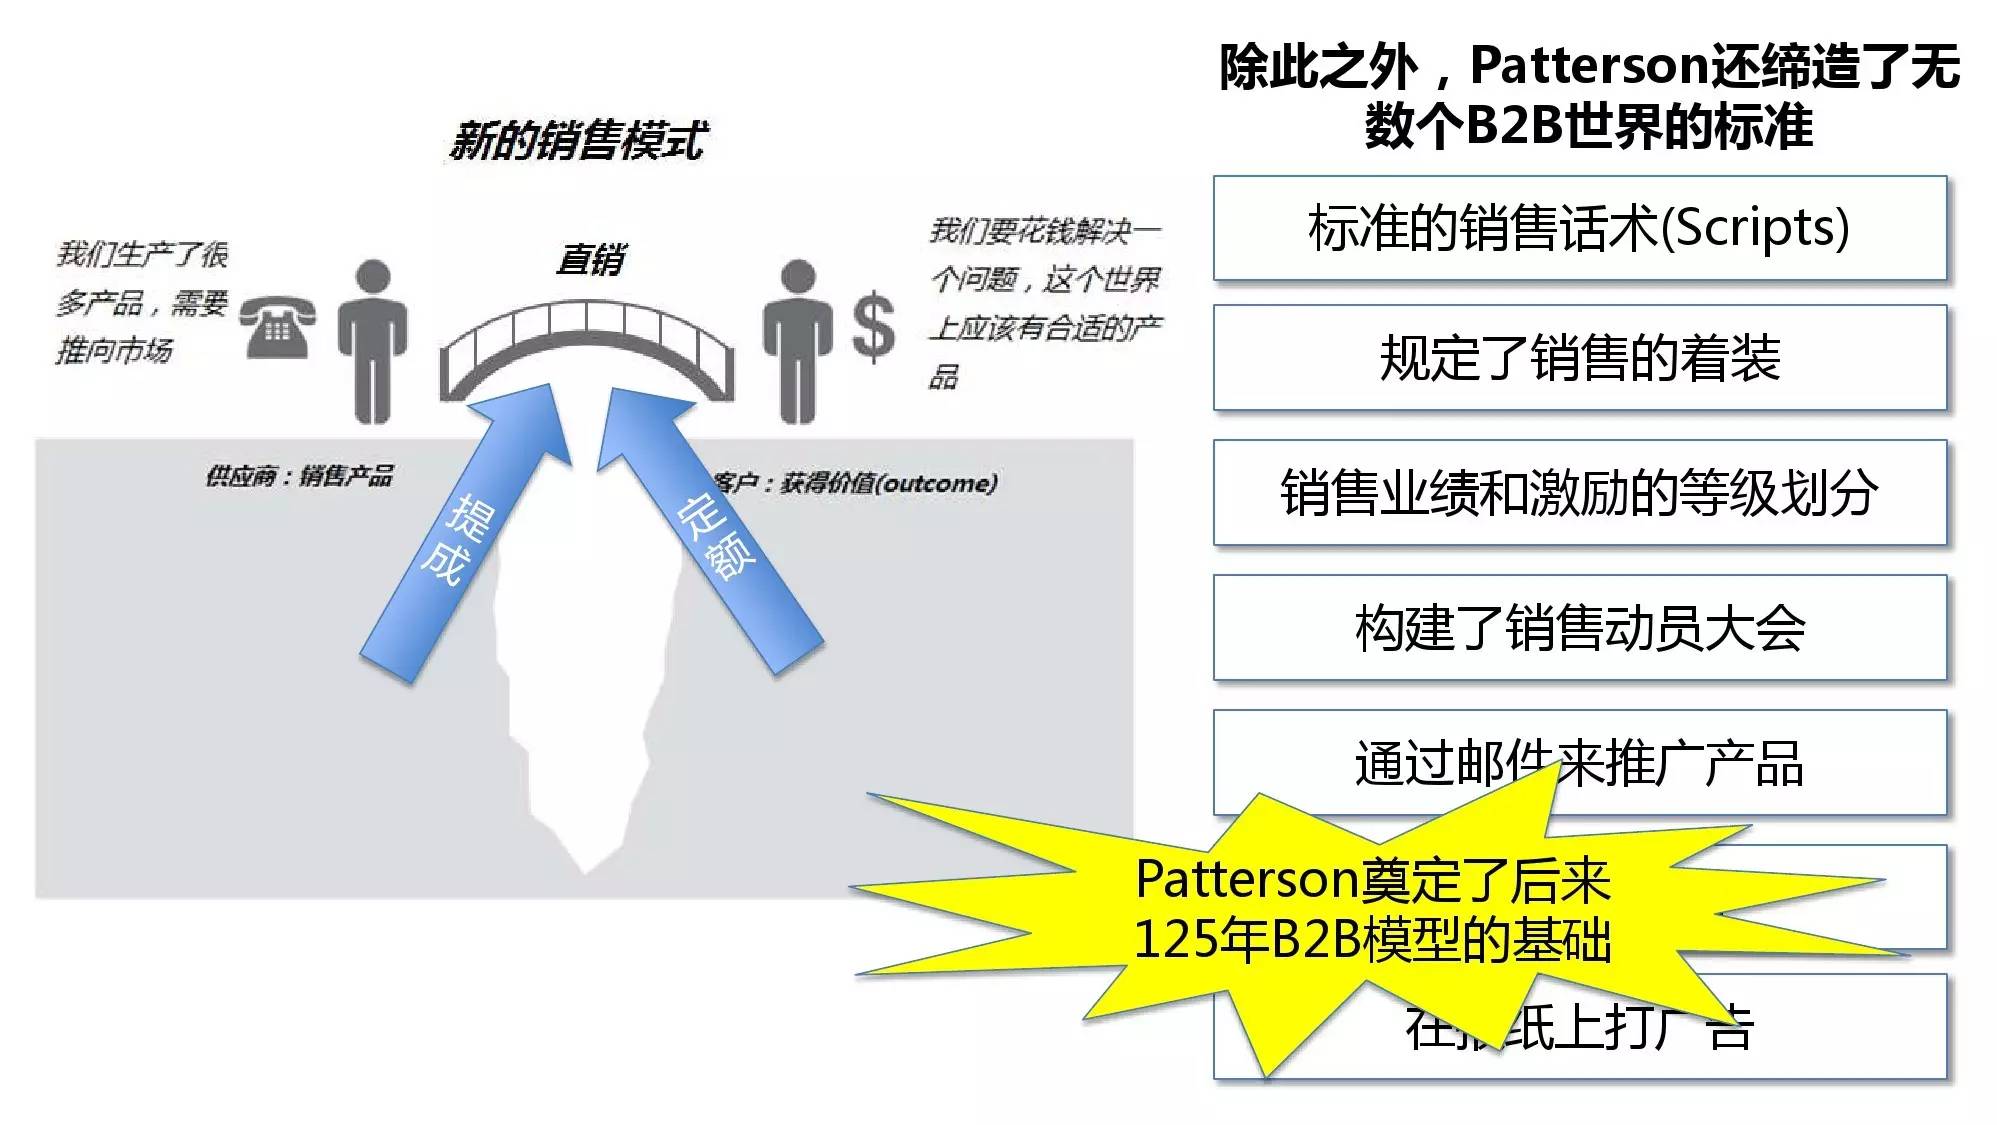 新的销售模式
我们生产了很
多产品，需要
推向市场
直销
我们要花钱解决一
个问题，这个世界
上应该有合适的产
品
供应商：销售产品
客户：获得价值(outcome)
提成
定额
除此之外，Patterson还缔造了无
数个B2B世界的标准
标准的销售话术(Scripts)
规定了销售的着装
销售业绩和激励的等级划分
构建了销售动员大会
通过邮件来推广产品
Patterson奠定了后来
125年B2B模型的基础
在报纸上打广告